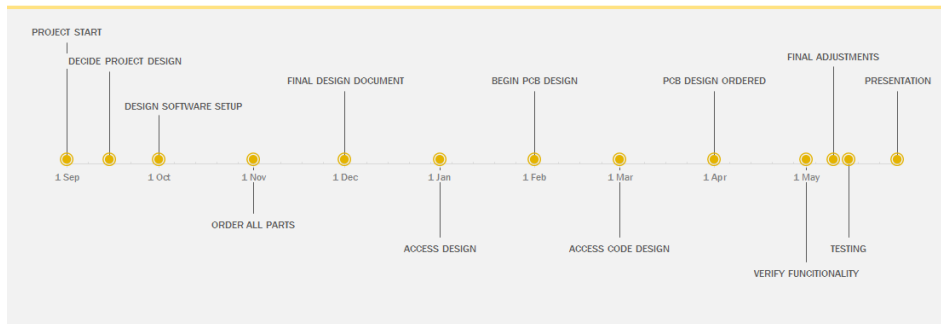 PROJECT START
FINAL ADJUSTMENTS
DECIDE PROJECT DESIGN
FINAL DESIGN DOCUMENT
BEGIN PCB DESIGN
PCB DESIGN ORDERED
PRESENTATION
DESIGN SOFTWARE SETUP
1 Sep
1 Oct
1 Nov
1 Dec
1 Jan
1 Feb
1 Mar
1 Apr
1 May
ORDER ALL PARTS
ACCESS DESIGN
ACCESS CODE DESIGN
TESTING
VERIFY FUNCITIONALITY